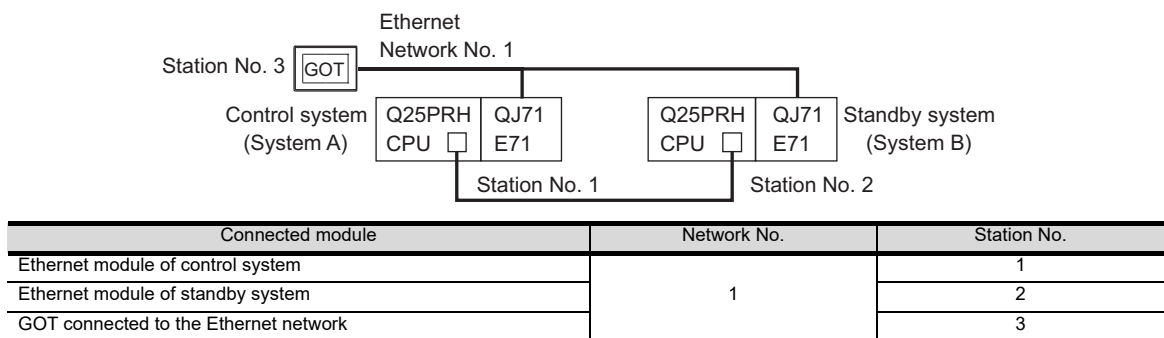 Ethernet
Network No. 1
Station No. 3
GOT
Control system
(System A)
Q25PRH
CPU
QJ71
E71
Q25PRH
CPU
QJ71
E71
Standby system
(System B)
Station No. 1
Station No. 2
Connected module Network No. Station No.
Ethernet module of control system 1 1
Ethernet module of standby system 2
GOT connected to the Ethernet network 3